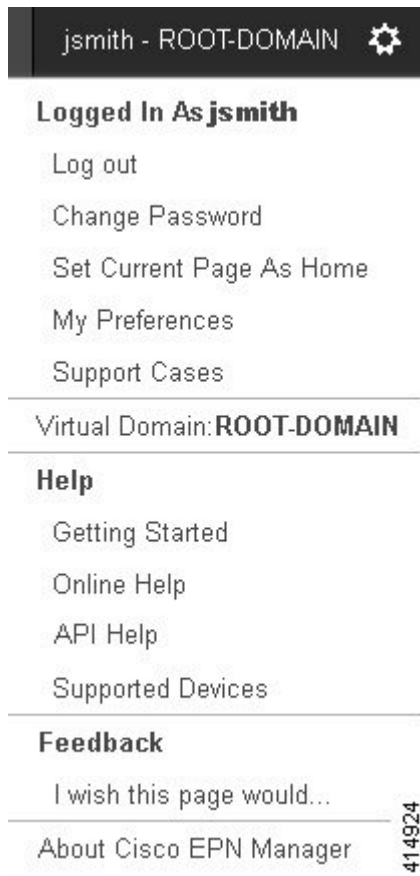 jsmith - ROOT-DOMAIN
Logged In As jsmith
Log out
Change Password
Set Current Page As Home
My Preferences
Support Cases
Virtual Domain: ROOT-DOMAIN
Help
Getting Started
Online Help
API Help
Supported Devices
Feedback
I wish this page would...
About Cisco EPN Manager
414924